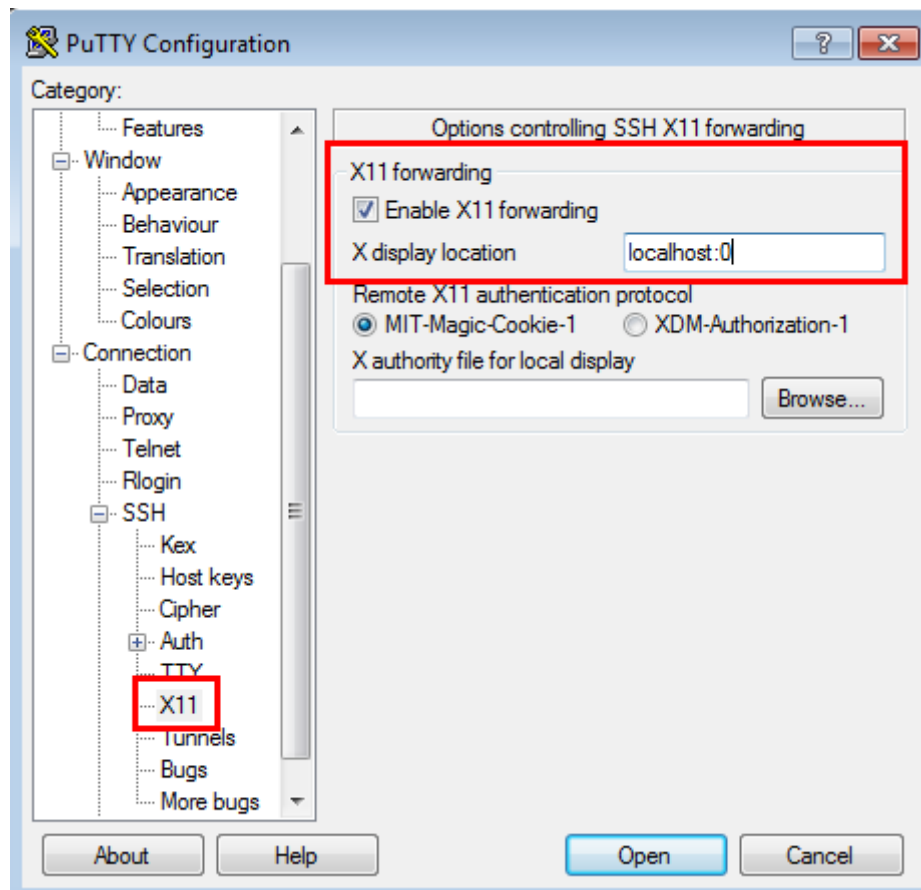 PuTTY Configuration
Category:
Features
Window
Appearance
Behaviour
Translation
Selection
Colours
Connection
Data
Proxy
Telnet
Rlogin
SSH
Kex
Host keys
Cipher
Auth
TTY
X11
Tunnels
Bugs
More bugs
Options controlling SSH X11 forwarding
X11 forwarding
Enable X11 forwarding
X display location localhost:0
Remote X11 authentication protocol
MIT-Magic-Cookie-1 XDM-Authorization-1
X authority file for local display
Browse...
About Help Open Cancel